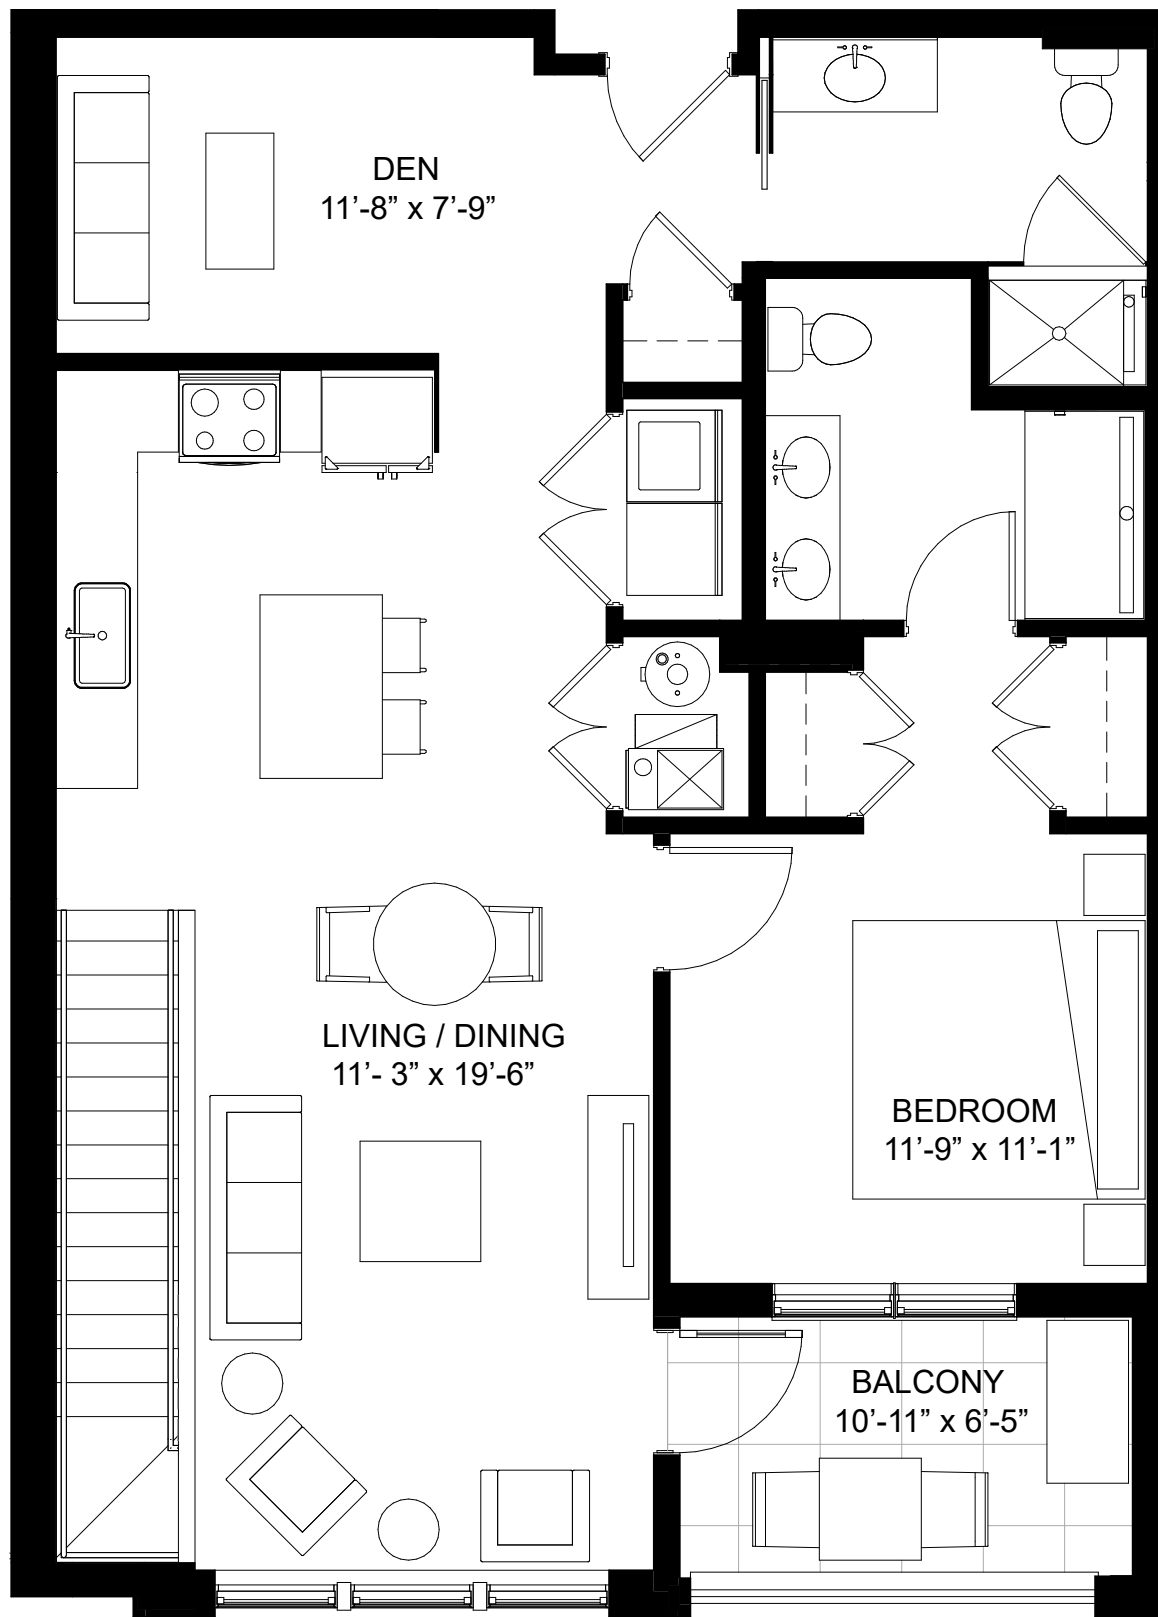 DEN
11’-8” x 7’-9”
LIVING / DINING
11’- 3” x 19’-6”
BEDROOM
11’-9” x 11’-1”
BALCONY
10’-11” x 6’-5”